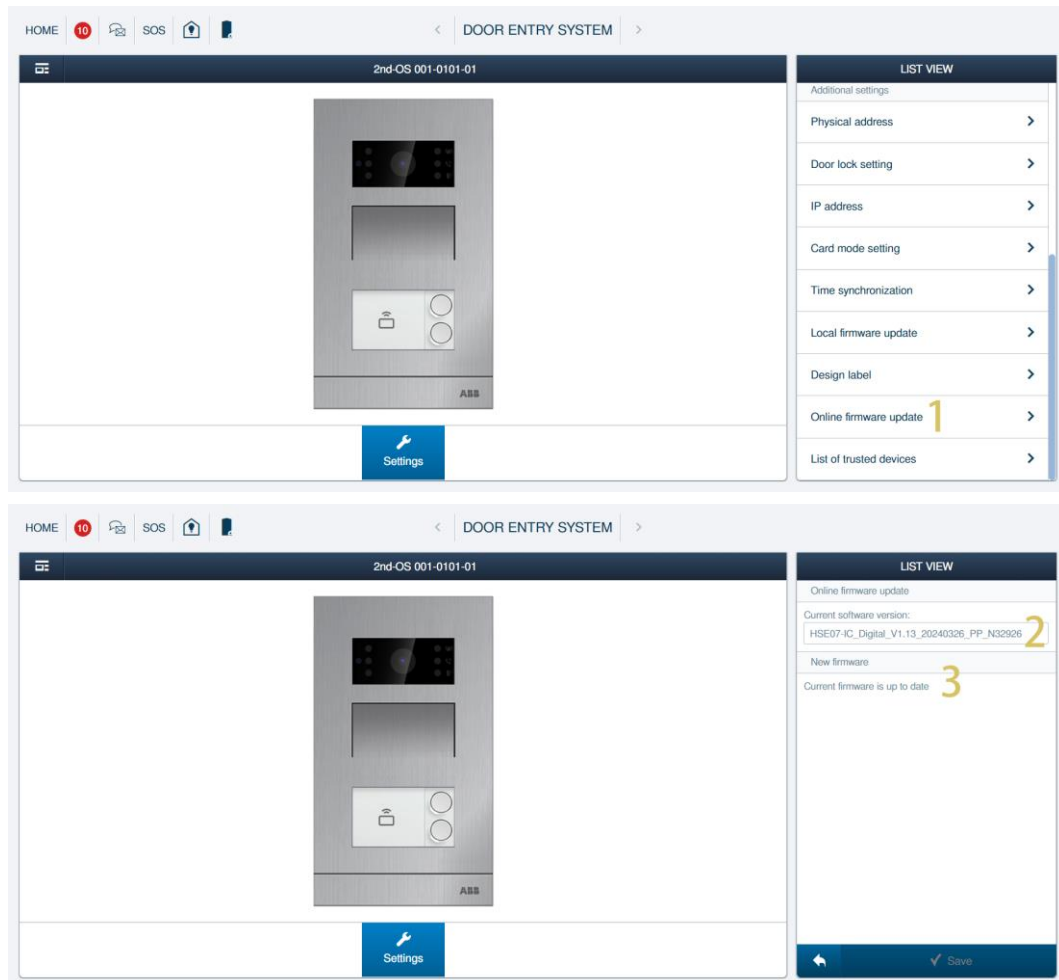 HOME 10 SOS < DOOR ENTRY SYSTEM >
2nd-OS 001-0101-01
LIST VIEW
Additional settings
Physical address
Door lock setting
IP address
Card mode setting
Time synchronization
Local firmware update
Design label
Online firmware update 1
List of trusted devices
ABB
Settings
HOME 10 SOS < DOOR ENTRY SYSTEM >
2nd-OS 001-0101-01
LIST VIEW
Online firmware update
Current software version:
HSE07-IC_Digital_V1.13_20240326_PP_N32926 2
New firmware
Current firmware is up to date 3
ABB
Settings
Save